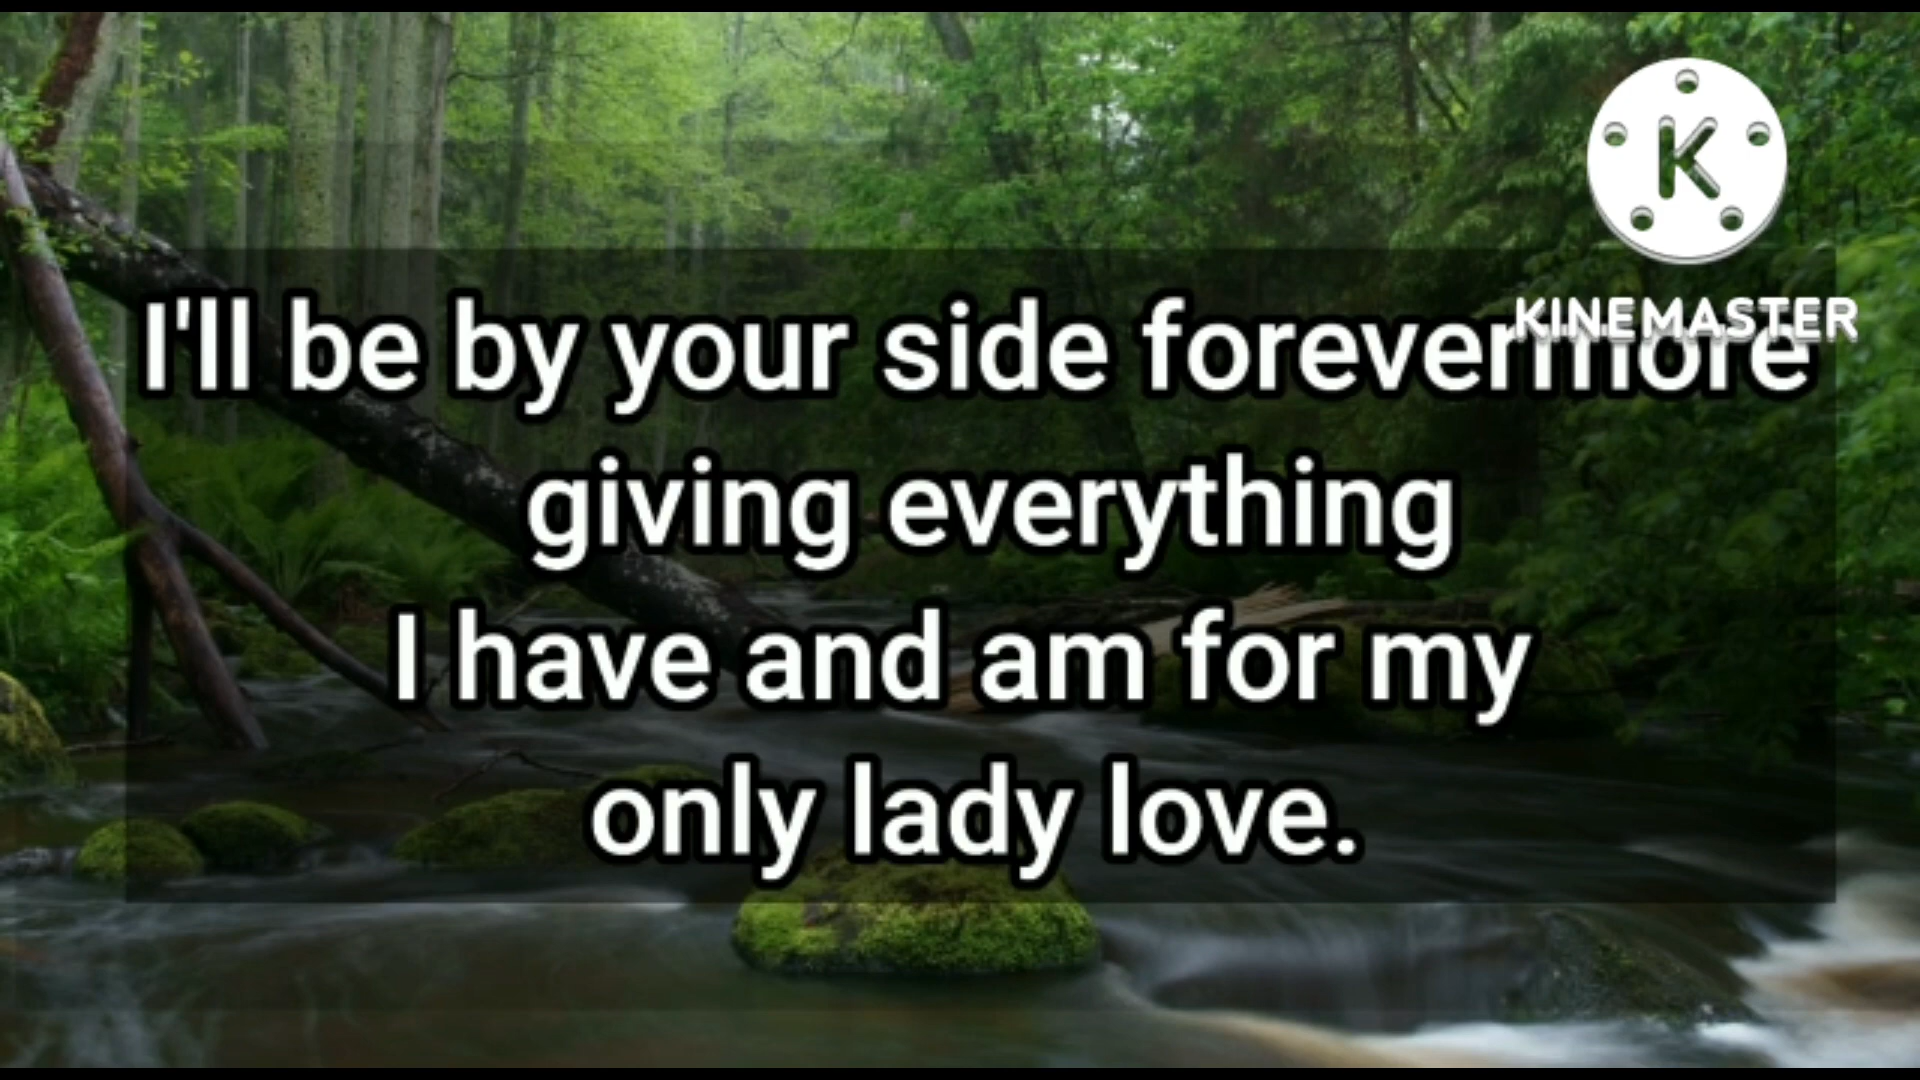 K
KINEMASTER
I'll be by your side forevermore
giving everything
I have and am for my
only lady love.